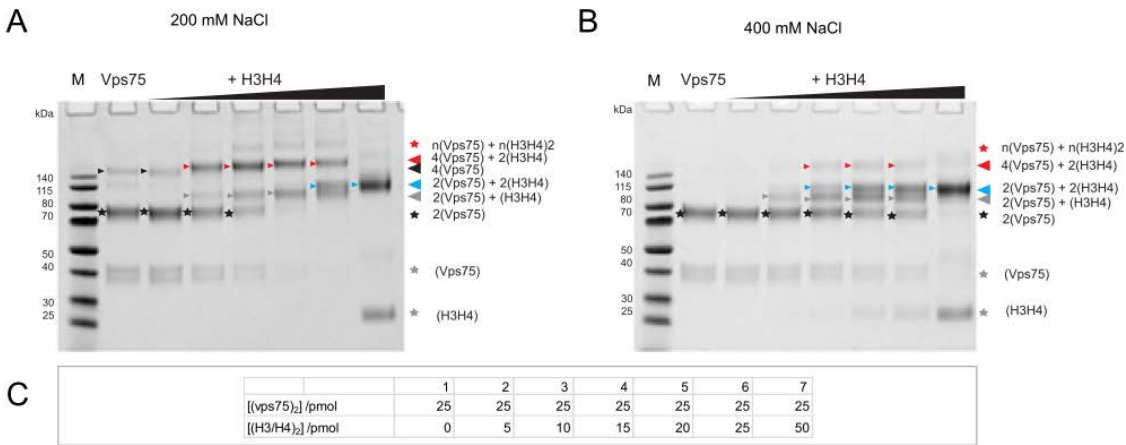 A
200 mM NaCl
M Vps75 + H3H4
kDa
140
115
80
70
50
40
30
25
n(Vps75) + n(H3H4)2
4(Vps75) + 2(H3H4)
4(Vps75)
2(Vps75) + 2(H3H4)
2(Vps75) + (H3H4)
2(Vps75)
(Vps75)
(H3H4)
B
400 mM NaCl
M Vps75 + H3H4
kDa
140
115
80
70
50
40
30
25
n(Vps75) + n(H3H4)2
4(Vps75) + 2(H3H4)
2(Vps75) + 2(H3H4)
2(Vps75) + (H3H4)
2(Vps75)
(Vps75)
(H3H4)
C
1 2 3 4 5 6 7
[(vps75)2] /pmol 25 25 25 25 25 25 25
[(H3/H4)2] /pmol 0 5 10 15 20 25 50